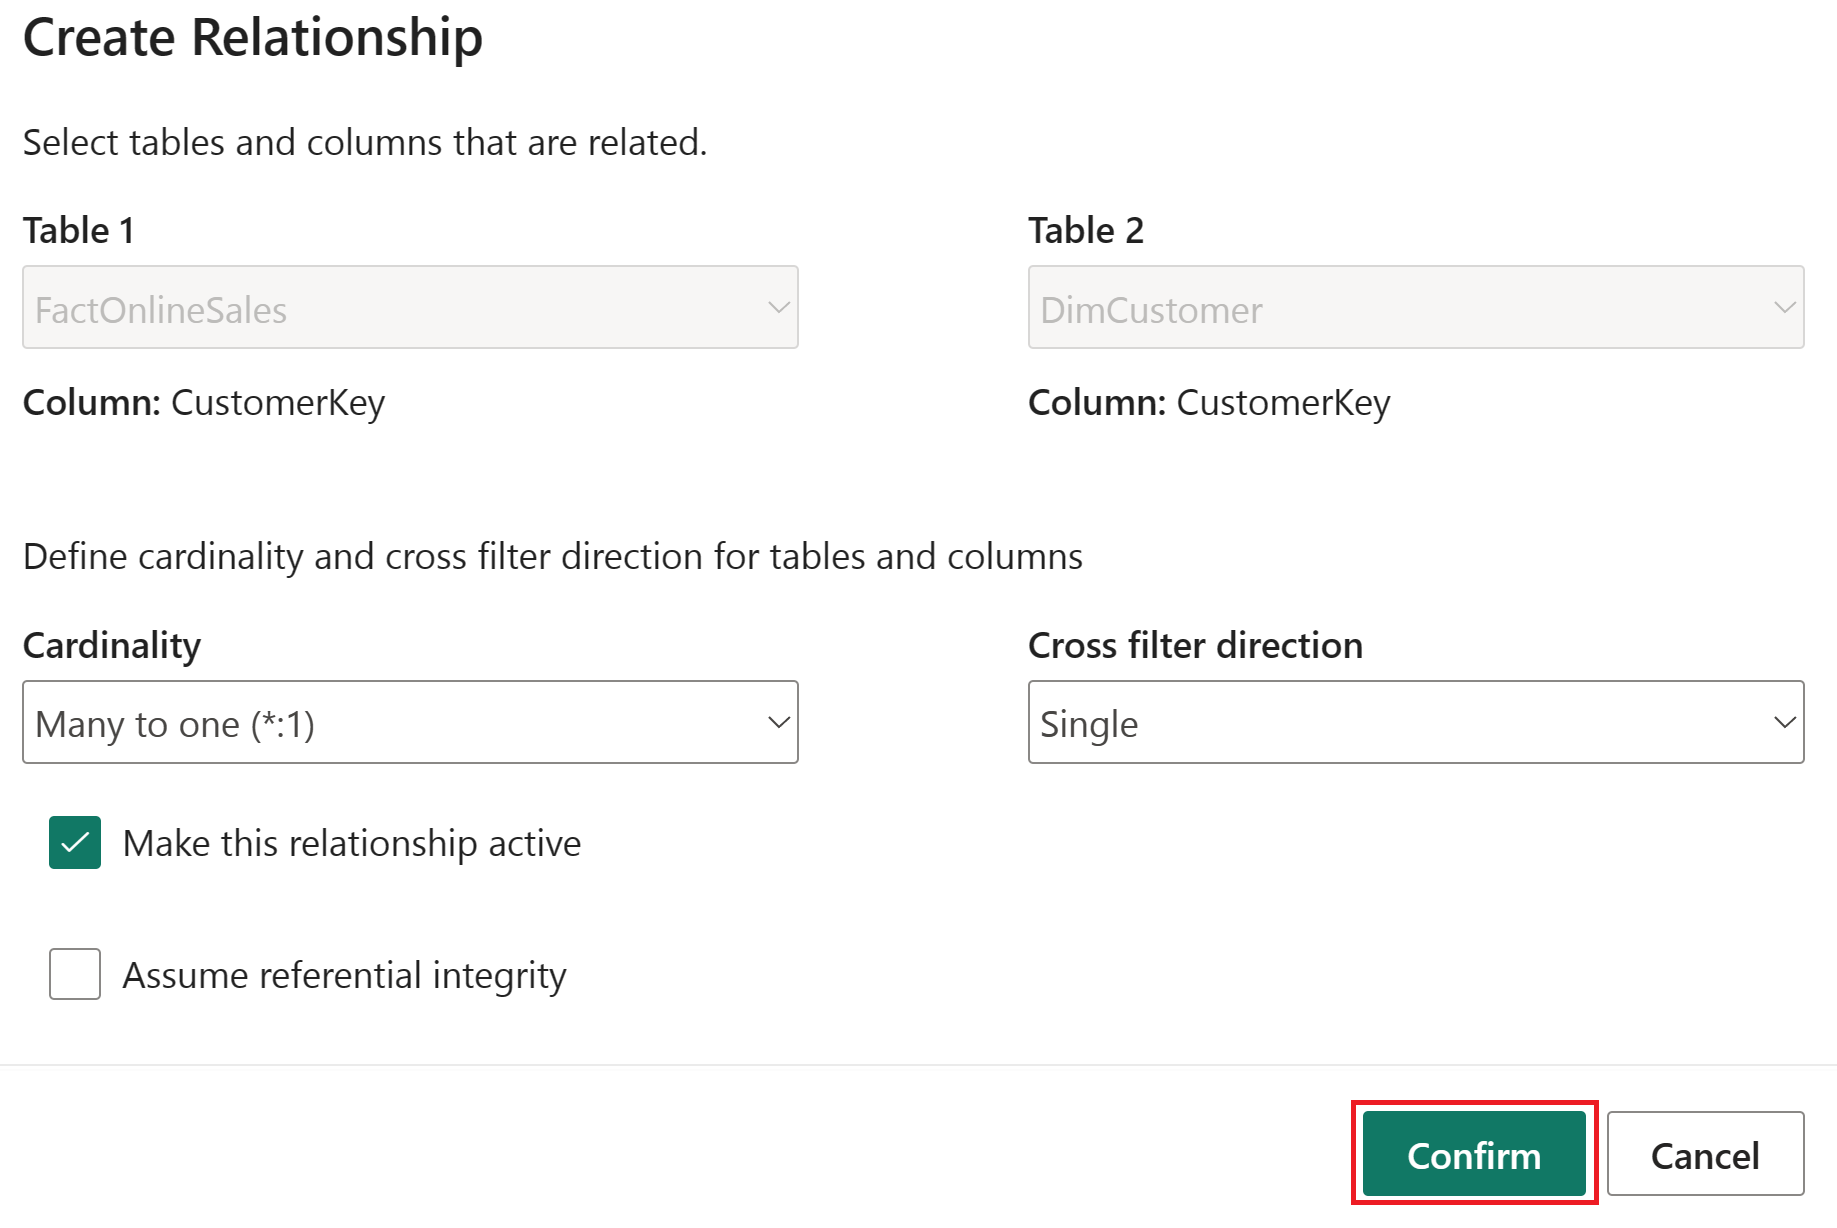 Create Relationship
Select tables and columns that are related.
Table 1
Table 2
FactOnlineSales
DimCustomer
Column: CustomerKey
Column: CustomerKey
Define cardinality and cross filter direction for tables and columns
Cardinality
Cross filter direction
Many to one (*:1)
Single
Make this relationship active
Assume referential integrity
Confirm
Cancel